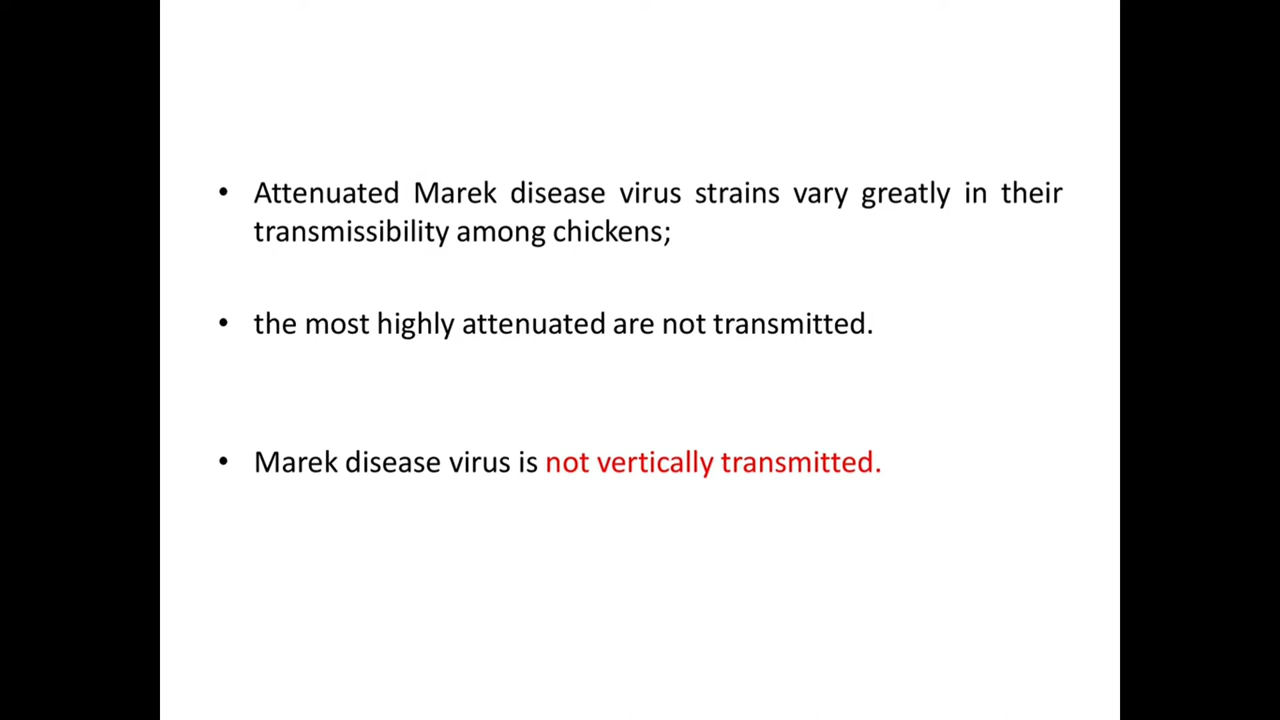 • Attenuated Marek disease virus strains vary greatly in their
transmissibility among chickens;
• the most highly attenuated are not transmitted.
• Marek disease virus is not vertically transmitted.